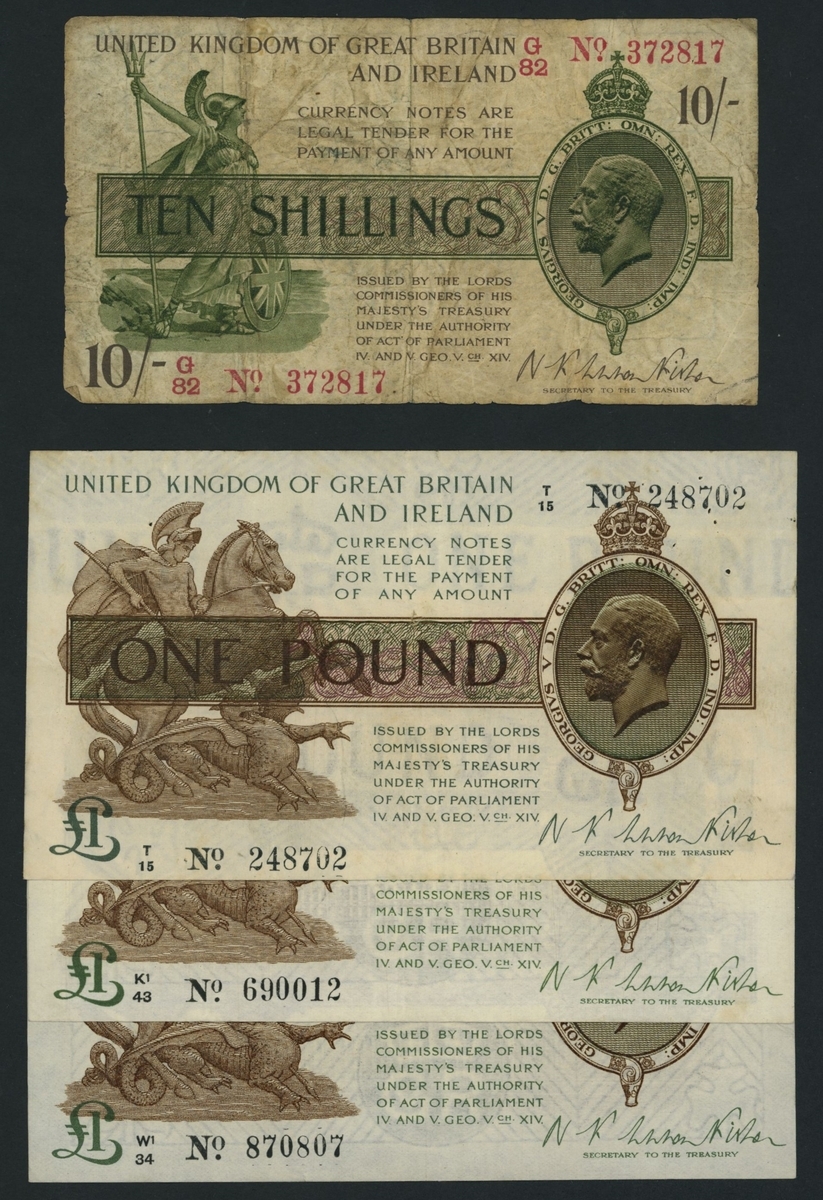 UNITED KINGDOM OF GREAT BRITAIN G/82 Nº 372817
AND IRELAND
10/-
CURRENCY NOTES ARE
LEGAL TENDER FOR THE
PAYMENT OF ANY AMOUNT
GEORGIVS V D. G. BRITT: OMN: REX F. D. IND: IMP:
TEN SHILLINGS
ISSUED BY THE LORDS
COMMISSIONERS OF HIS
MAJESTY'S TREASURY
UNDER THE AUTHORITY
OF ACT OF PARLIAMENT
IV. AND V. GEO. V. CH. XIV.
10/- G/82 Nº 372817
SECRETARY TO THE TREASURY
UNITED KINGDOM OF GREAT BRITAIN T/15 Nº 248702
AND IRELAND
CURRENCY NOTES
ARE LEGAL TENDER
FOR THE PAYMENT
OF ANY AMOUNT
GEORGIVS V D. G. BRITT: OMN: REX F. D. IND: IMP:
ONE POUND
ISSUED BY THE LORDS
COMMISSIONERS OF HIS
MAJESTY'S TREASURY
UNDER THE AUTHORITY
OF ACT OF PARLIAMENT
IV. AND V. GEO. V. CH. XIV.
£1 T/15 Nº 248702
SECRETARY TO THE TREASURY
COMMISSIONERS OF HIS
MAJESTY'S TREASURY
UNDER THE AUTHORITY
OF ACT OF PARLIAMENT
IV. AND V. GEO. V. CH. XIV.
IMP:
£1 K1/43 Nº 690012
SECRETARY TO THE TREASURY
ISSUED BY THE LORDS
COMMISSIONERS OF HIS
MAJESTY'S TREASURY
UNDER THE AUTHORITY
OF ACT OF PARLIAMENT
IV. AND V. GEO. V. CH. XIV.
IMP:
£1 W1/34 Nº 870807
SECRETARY TO THE TREASURY